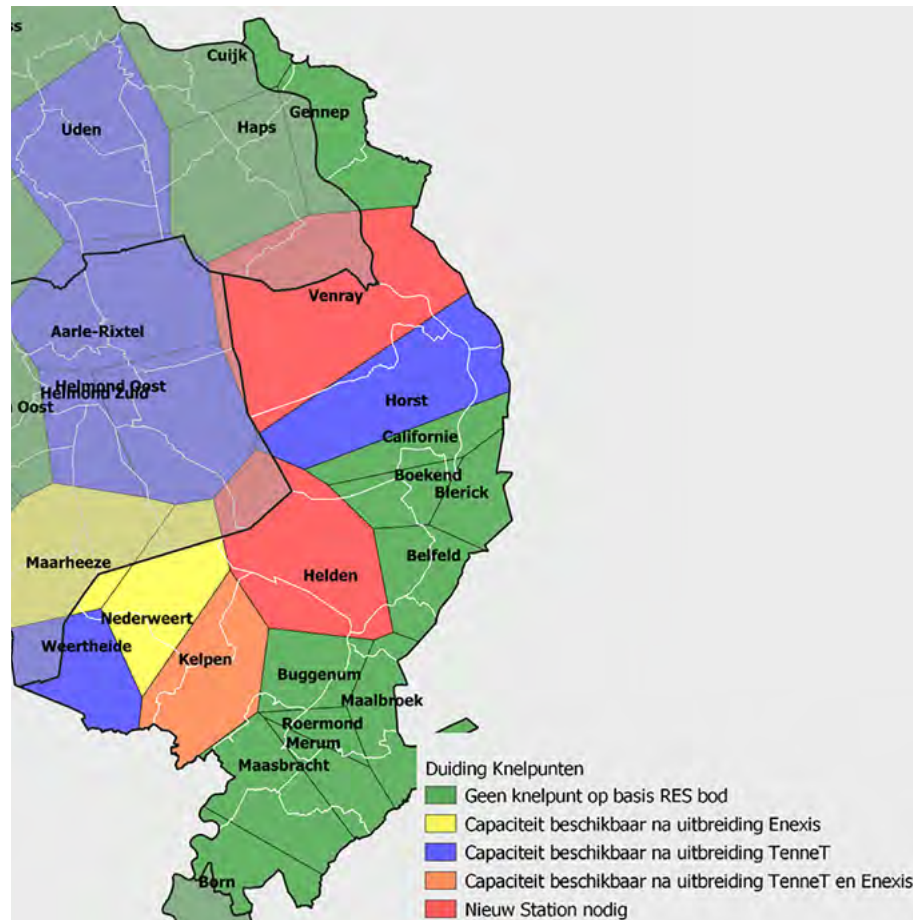 ss
Cuijk
Gennep
Uden
Haps
Venray
Aarle-Rixtel
Helmond Oost
Helmond Zuid
n Oost
Horst
Californie
Boekend
Blerick
Belfeld
Maarheeze
Helden
Nederweert
Weertheide
Kelpen
Buggenum
Maalbroek
Roermond
Merum
Maasbracht
Born
Duiding Knelpunten
Geen knelpunt op basis RES bod
Capaciteit beschikbaar na uitbreiding Enexis
Capaciteit beschikbaar na uitbreiding TenneT
Capaciteit beschikbaar na uitbreiding TenneT en Enexis
Nieuw Station nodig